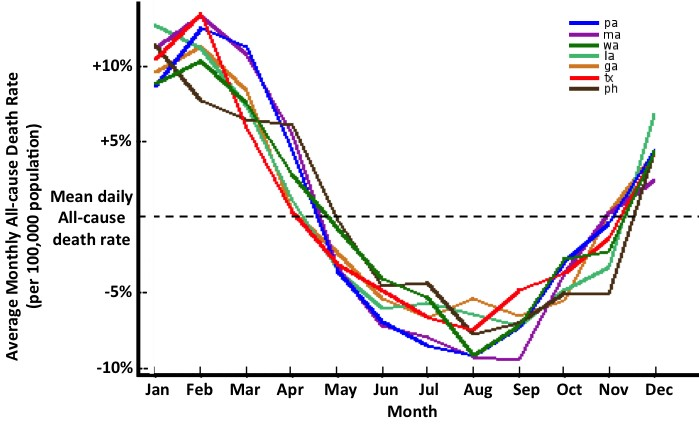 Average Monthly All-cause Death Rate
(per 100,000 population)
+10%
+5%
Mean daily
All-cause
death rate
-5%
-10%
pa
ma
wa
la
ga
tx
ph
Jan Feb Mar Apr May Jun Jul Aug Sep Oct Nov Dec
Month